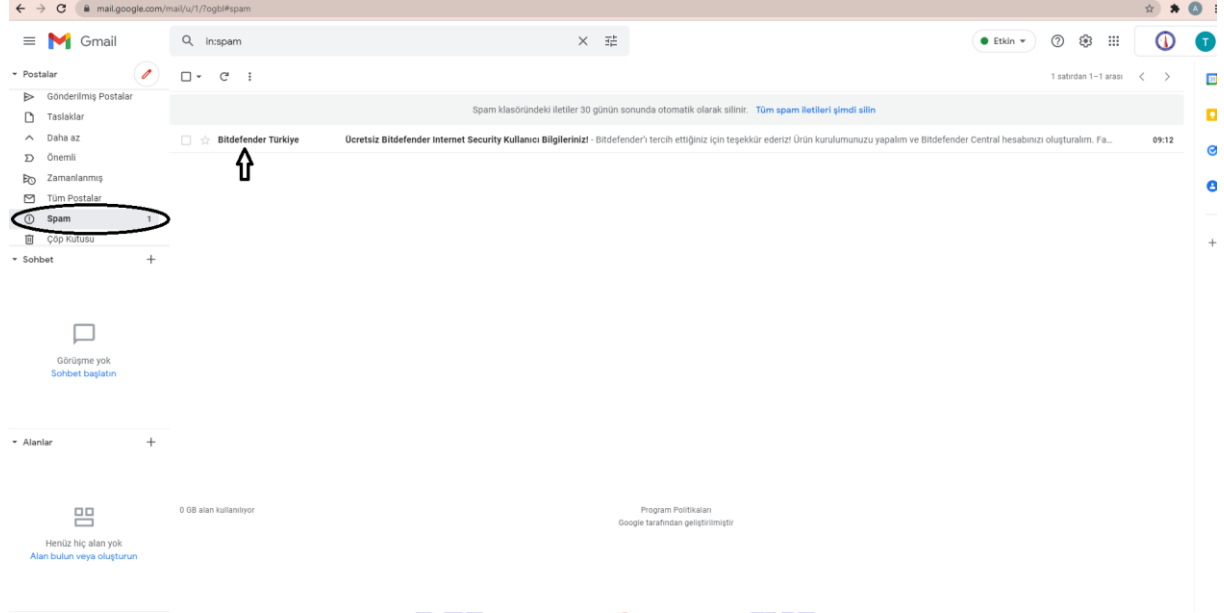 mail.google.com/mail/u/1/?ogbl#spam
A
Gmail
in:spam
Etkin
T
Postalar
1 satırdan 1–1 arası
Gönderilmiş Postalar
Taslaklar
Daha az
Önemli
Zamanlanmış
Tüm Postalar
Spam 1
Çöp Kutusu
Spam klasöründeki iletiler 30 günün sonunda otomatik olarak silinir. Tüm spam iletileri şimdi silin
Bitdefender Türkiye Ücretsiz Bitdefender Internet Security Kullanıcı Bilgileriniz! - Bitdefender'ı tercih ettiğiniz için teşekkür ederiz! Ürün kurulumunuzu yapalım ve Bitdefender Central hesabınızı oluşturalım. Fa... 09:12
Sohbet
Görüşme yok
Sohbet başlatın
Alanlar
Henüz hiç alan yok
Alan bulun veya oluşturun
0 GB alan kullanılıyor
Program Politikaları
Google tarafından geliştirilmiştir